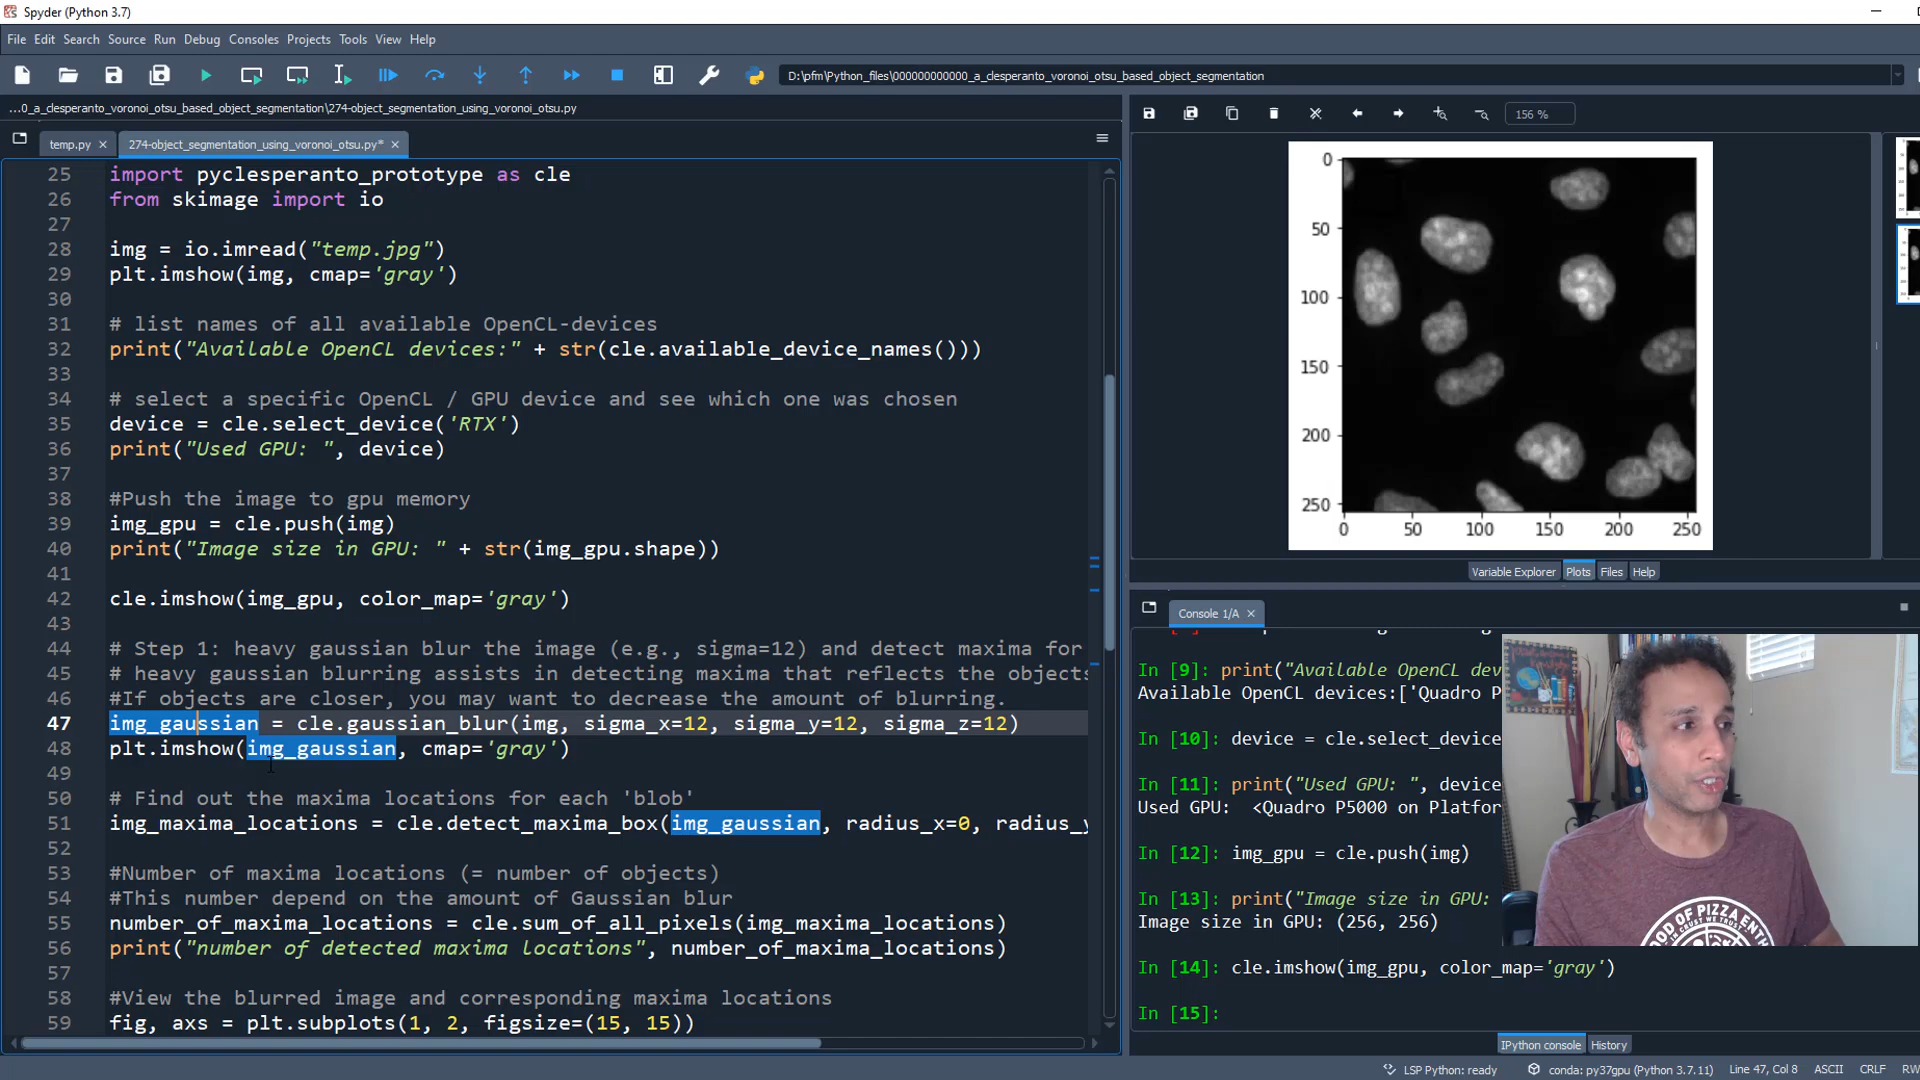 Spyder (Python 3.7)
File Edit Search Source Run Debug Consoles Projects Tools View Help
D:\pfm\Python_files\000000000000_a_clesperanto_voronoi_otsu_based_object_segmentation
...0_a_clesperanto_voronoi_otsu_based_object_segmentation\274-object_segmentation_using_voronoi_otsu.py
temp.py
274-object_segmentation_using_voronoi_otsu.py*
25 import pyclesperanto_prototype as cle
26 from skimage import io
27
28 img = io.imread("temp.jpg")
29 plt.imshow(img, cmap='gray')
30
31 # list names of all available OpenCL-devices
32 print("Available OpenCL devices:" + str(cle.available_device_names()))
33
34 # select a specific OpenCL / GPU device and see which one was chosen
35 device = cle.select_device('RTX')
36 print("Used GPU: ", device)
37
38 #Push the image to gpu memory
39 img_gpu = cle.push(img)
40 print("Image size in GPU: " + str(img_gpu.shape))
41
42 cle.imshow(img_gpu, color_map='gray')
43
44 # Step 1: heavy gaussian blur the image (e.g., sigma=12) and detect maxima for
45 # heavy gaussian blurring assists in detecting maxima that reflects the objects
46 #If objects are closer, you may want to decrease the amount of blurring.
47 img_gaussian = cle.gaussian_blur(img, sigma_x=12, sigma_y=12, sigma_z=12)
48 plt.imshow(img_gaussian, cmap='gray')
49
50 # Find out the maxima locations for each 'blob'
51 img_maxima_locations = cle.detect_maxima_box(img_gaussian, radius_x=0, radius_y
52
53 #Number of maxima locations (= number of objects)
54 #This number depend on the amount of Gaussian blur
55 number_of_maxima_locations = cle.sum_of_all_pixels(img_maxima_locations)
56 print("number of detected maxima locations", number_of_maxima_locations)
57
58 #View the blurred image and corresponding maxima locations
59 fig, axs = plt.subplots(1, 2, figsize=(15, 15))
156 %
0
50
100
150
200
250
0 50 100 150 200 250
Variable Explorer Plots Files Help
Console 1/A
In [9]: print("Available OpenCL dev
Available OpenCL devices:['Quadro P
In [10]: device = cle.select_device
In [11]: print("Used GPU: ", device
Used GPU: <Quadro P5000 on Platfor
In [12]: img_gpu = cle.push(img)
In [13]: print("Image size in GPU:
Image size in GPU: (256, 256)
In [14]: cle.imshow(img_gpu, color_map='gray')
In [15]:
OF PIZZA
IPython console History
LSP Python: ready conda: py37gpu (Python 3.7.11) Line 47, Col 8 ASCII CRLF RW